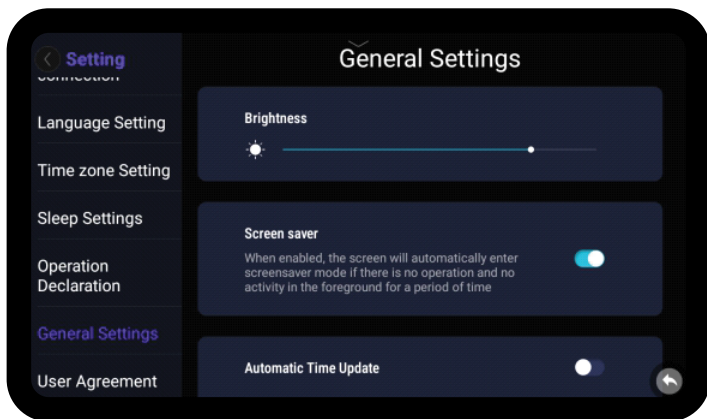 Setting
connection
Language Setting
Time zone Setting
Sleep Settings
Operation
Declaration
General Settings
User Agreement
General Settings
Brightness
Screen saver
When enabled, the screen will automatically enter
screensaver mode if there is no operation and no
activity in the foreground for a period of time
Automatic Time Update